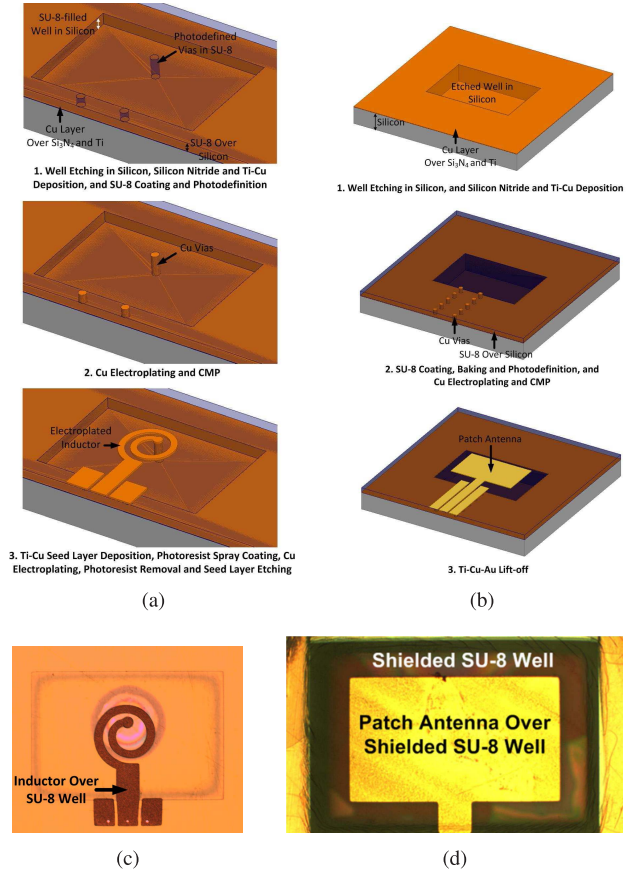 SU-8-filled
Well in Silicon
Photodefined
Vias in SU-8
Cu Layer
Over Si₃N₄ and Ti
SU-8 Over
Silicon
1. Well Etching in Silicon, Silicon Nitride and Ti-Cu
Deposition, and SU-8 Coating and Photodefinition
Cu Vias
2. Cu Electroplating and CMP
Electroplated
Inductor
3. Ti-Cu Seed Layer Deposition, Photoresist Spray Coating, Cu
Electroplating, Photoresist Removal and Seed Layer Etching
(a)
Etched Well in
Silicon
Silicon
Cu Layer
Over Si₃N₄ and Ti
1. Well Etching in Silicon, and Silicon Nitride and Ti-Cu Deposition
Cu Vias
SU-8 Over Silicon
2. SU-8 Coating, Baking and Photodefinition, and
Cu Electroplating and CMP
Patch Antenna
3. Ti-Cu-Au Lift-off
(b)
Inductor Over
SU-8 Well
(c)
Shielded SU-8 Well
Patch Antenna Over
Shielded SU-8 Well
(d)